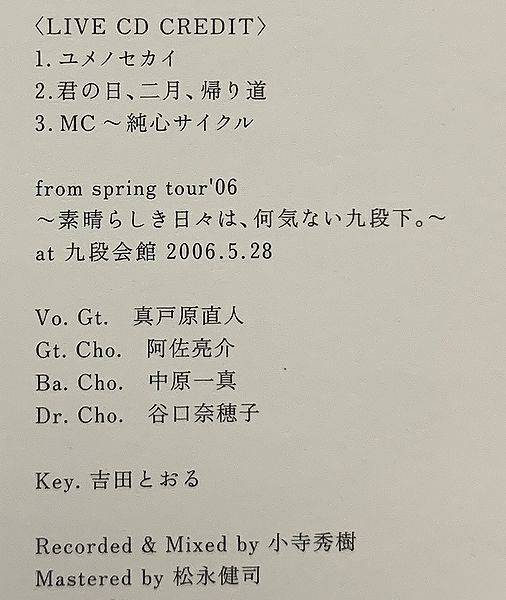 〈LIVE CD CREDIT〉
1. ユメノセカイ
2.君の日、二月、帰り道
3. MC ～ 純心サイクル
from spring tour'06
～素晴らしき日々は、何気ない九段下。～
at 九段会館 2006.5.28
Vo. Gt. 真戸原直人
Gt. Cho. 阿佐亮介
Ba. Cho. 中原一真
Dr. Cho. 谷口奈穂子
Key. 吉田とおる
Recorded & Mixed by 小寺秀樹
Mastered by 松永健司